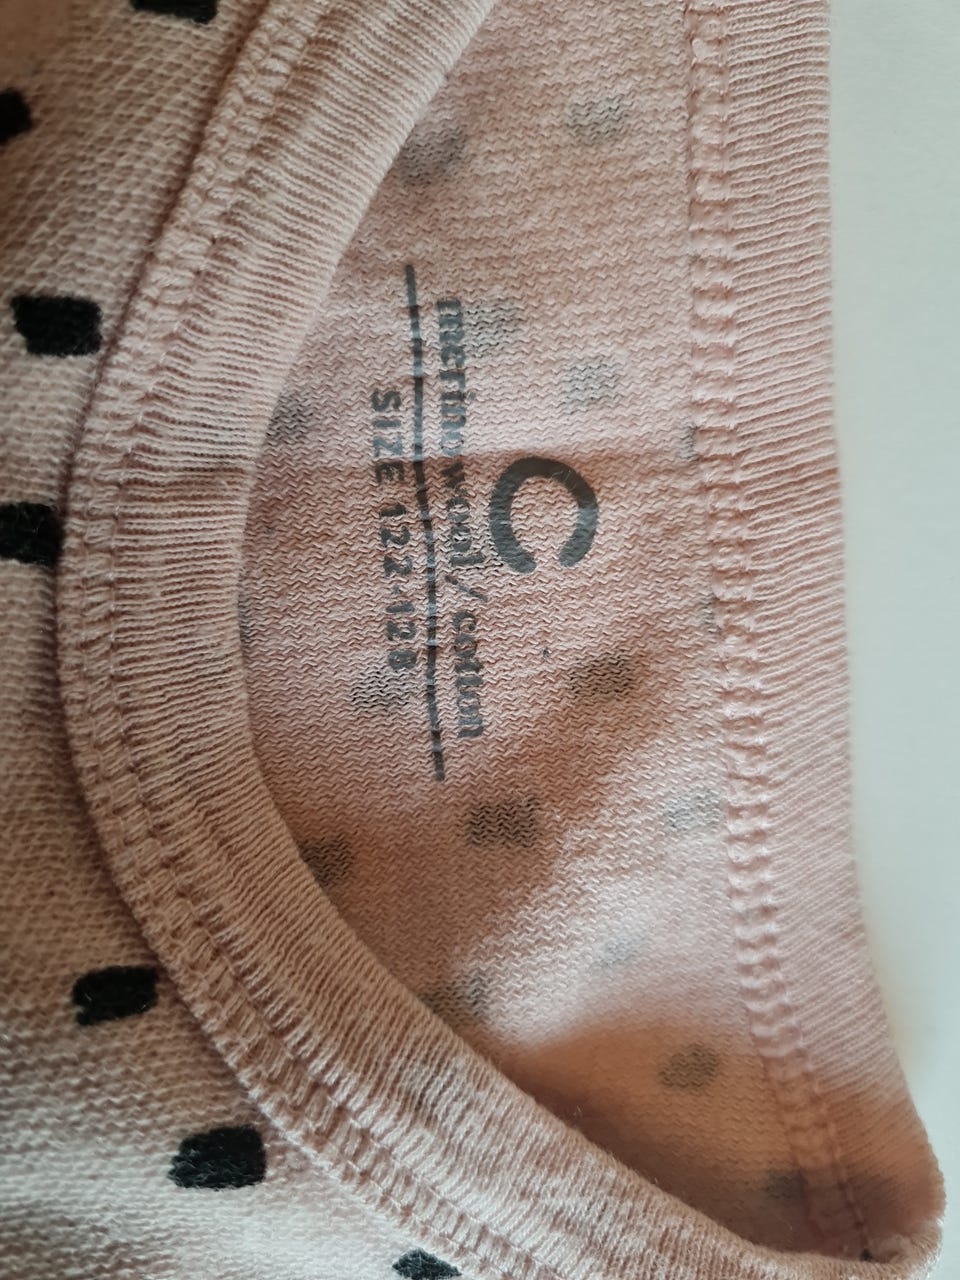 C
merino wool / cotton
SIZE 122-128